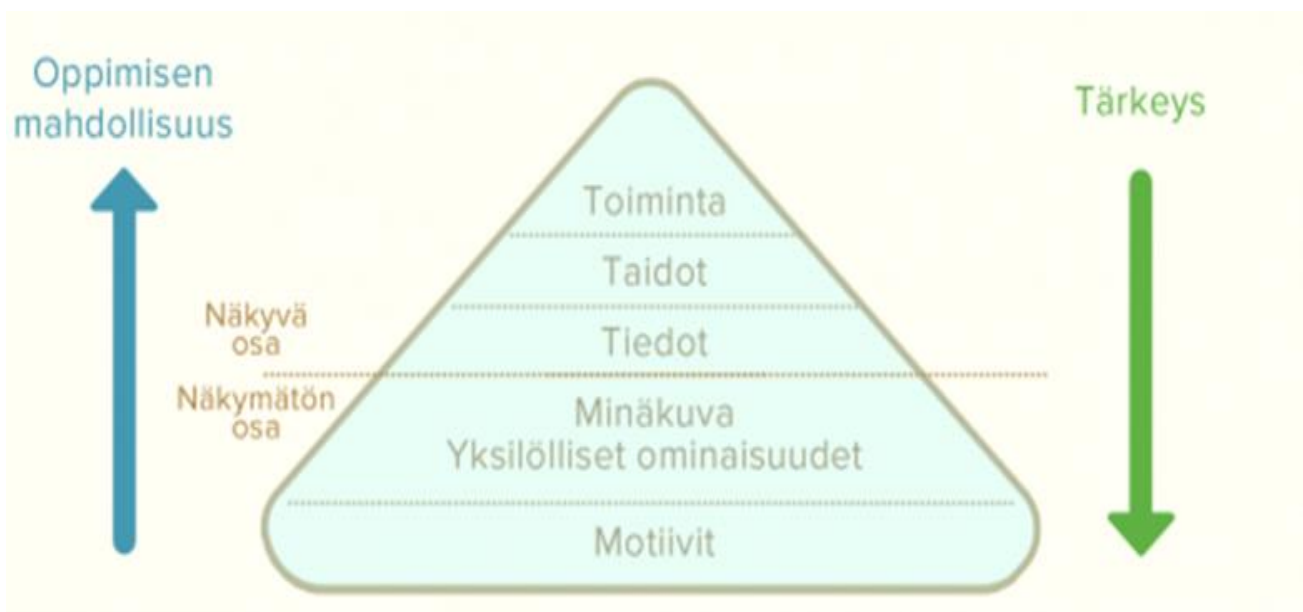 Oppimisen
mahdollisuus
Tärkeys
Toiminta
Taidot
Näkyvä
osa
Tiedot
Näkymätön
osa
Minäkuva
Yksilölliset ominaisuudet
Motiivit